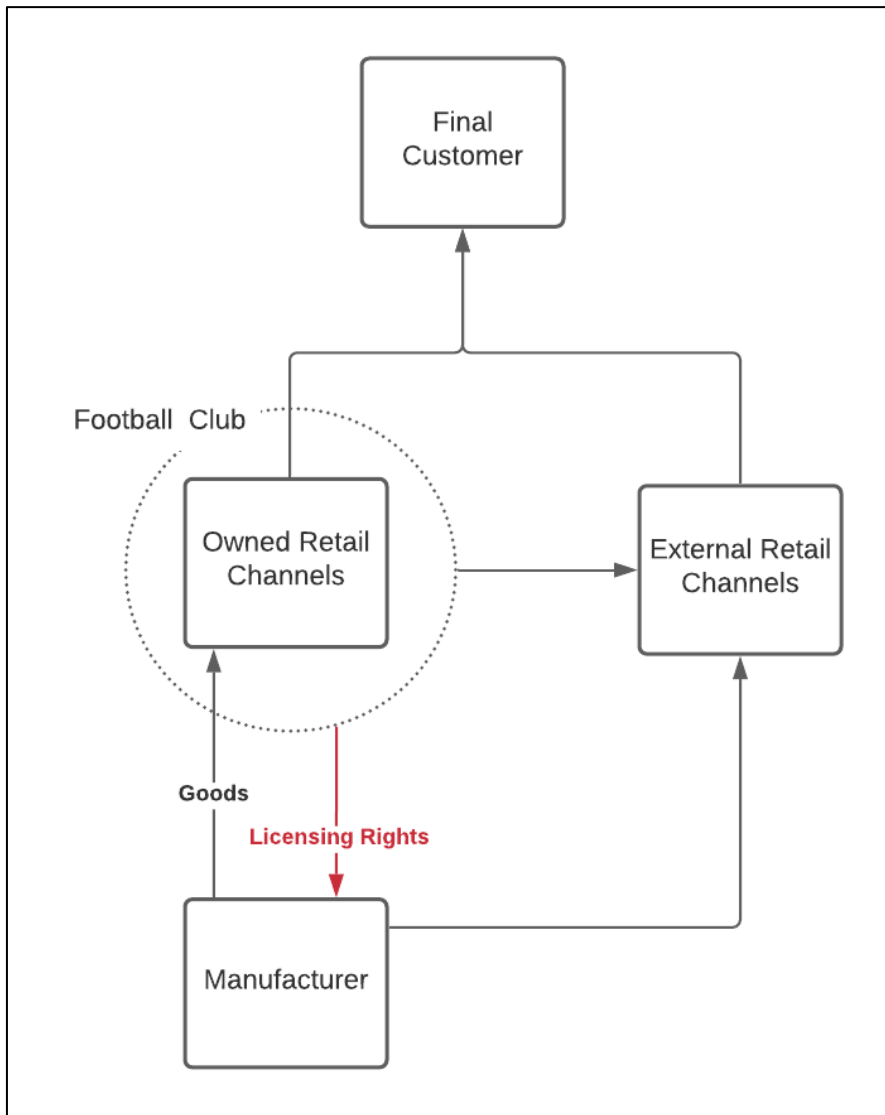 Final
Customer
Football Club
Owned Retail
Channels
External Retail
Channels
Goods
Licensing Rights
Manufacturer